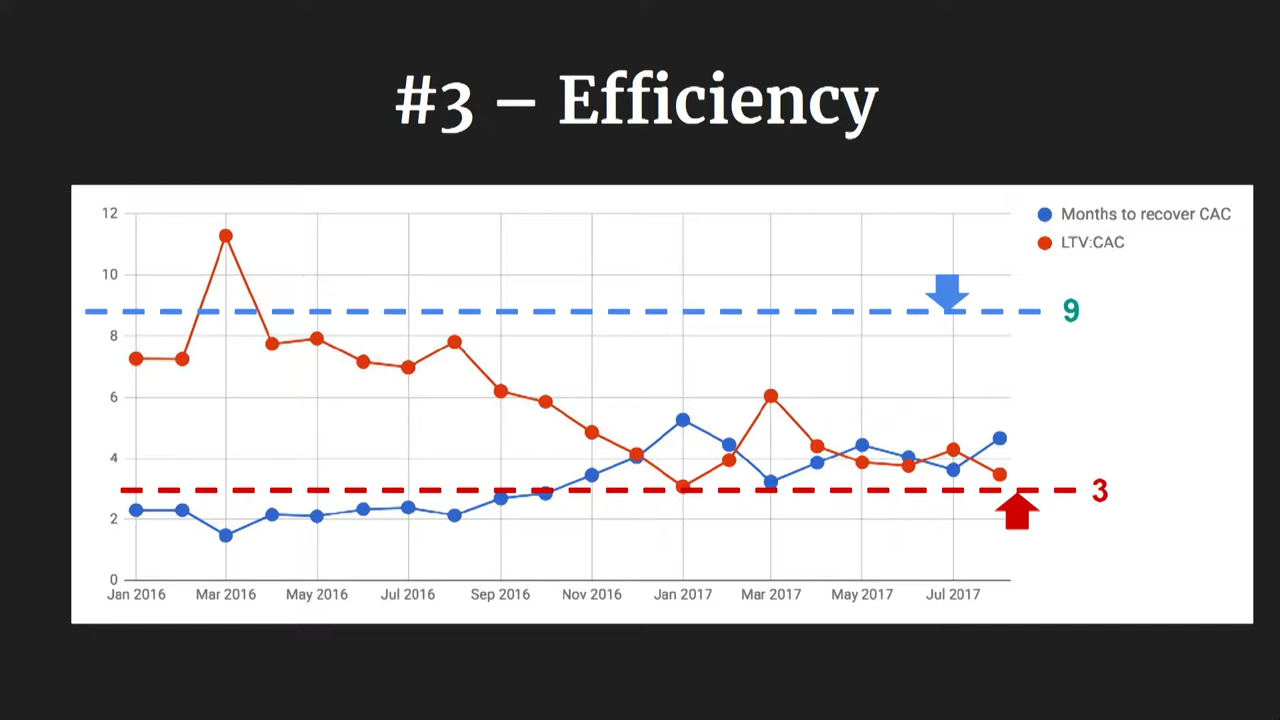 #3 – Efficiency
12
10
8
6
4
2
0
Jan 2016 Mar 2016 May 2016 Jul 2016 Sep 2016 Nov 2016 Jan 2017 Mar 2017 May 2017 Jul 2017
Months to recover CAC
LTV:CAC
9
3